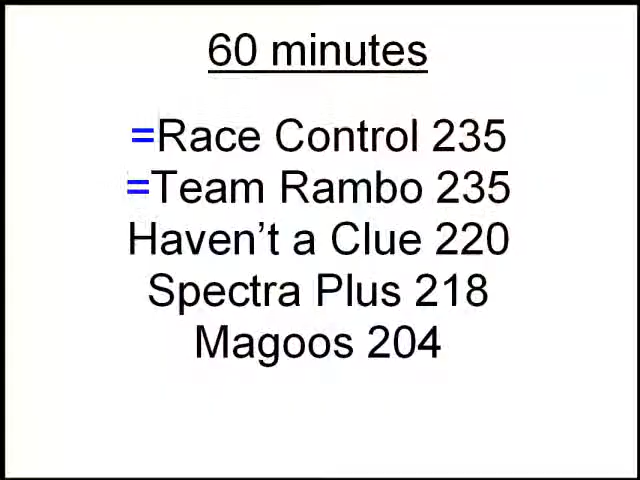 60 minutes
=Race Control 235
=Team Rambo 235
Haven’t a Clue 220
Spectra Plus 218
Magoos 204